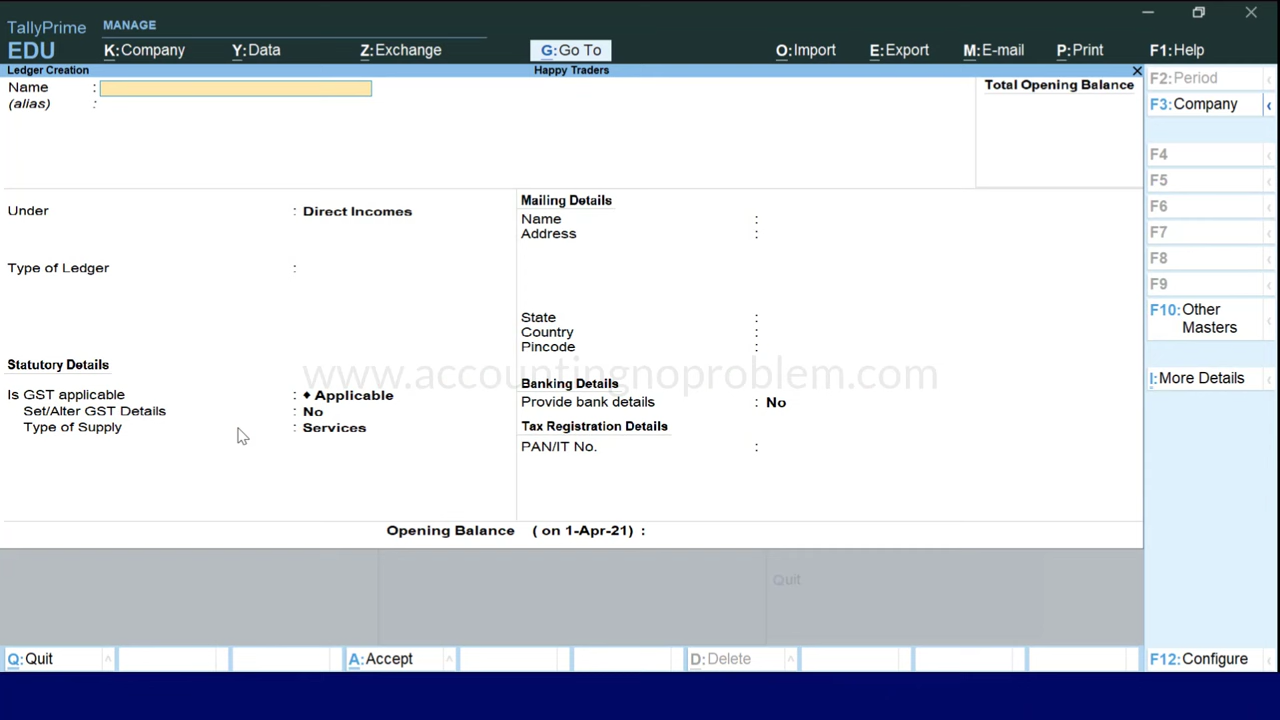 TallyPrime MANAGE
EDU K:Company Y:Data Z:Exchange G:Go To O:Import E:Export M:E-mail P:Print F1:Help
Ledger Creation Happy Traders
Name :
(alias) :
Total Opening Balance
Under : Direct Incomes
Type of Ledger :
Statutory Details
Is GST applicable : ♦ Applicable
Set/Alter GST Details : No
Type of Supply : Services
Mailing Details
Name :
Address :
State :
Country :
Pincode :
www.accountingnoproblem.com
Banking Details
Provide bank details : No
Tax Registration Details
PAN/IT No. :
Opening Balance ( on 1-Apr-21) :
Quit
F2:Period
F3:Company
F4
F5
F6
F7
F8
F9
F10:Other
Masters
I:More Details
Q:Quit A:Accept D:Delete F12:Configure